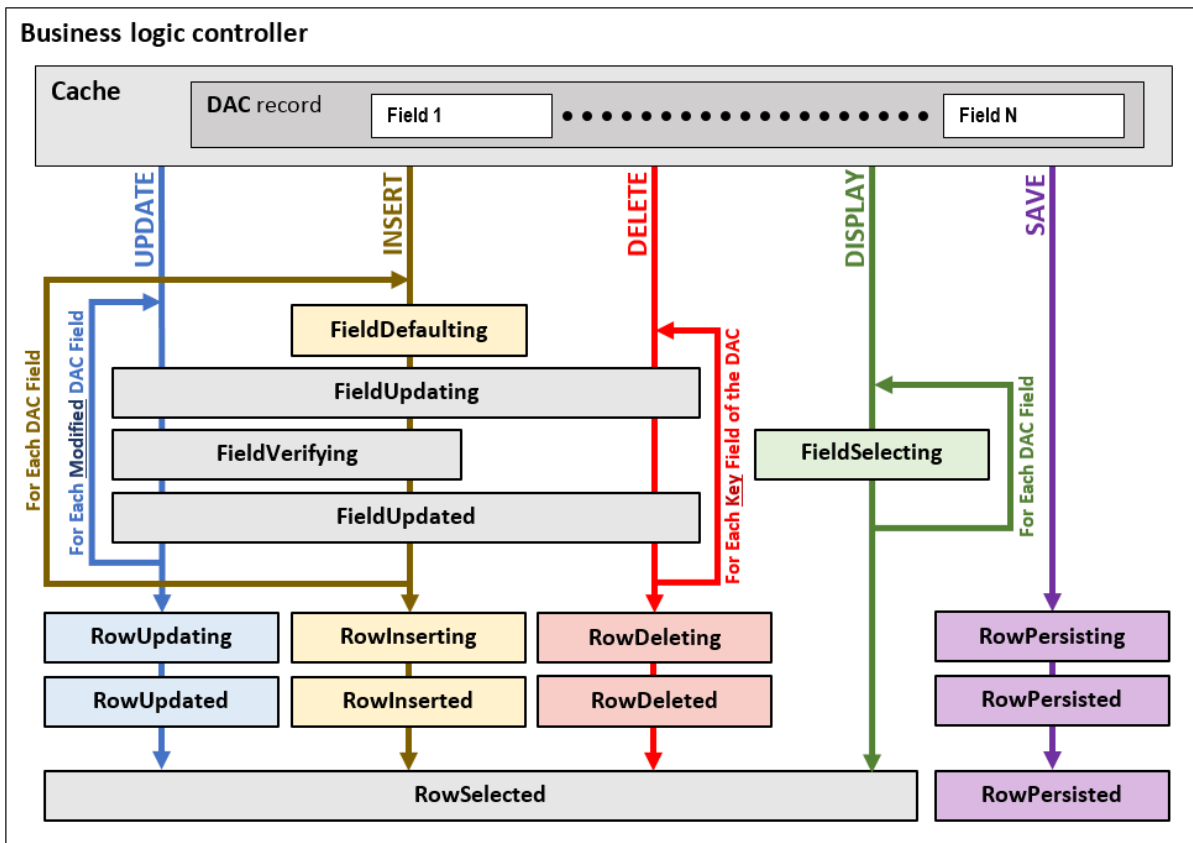 Business logic controller
Cache
DAC record
Field 1
Field N
UPDATE
INSERT
DELETE
DISPLAY
SAVE
For Each DAC Field
For Each Modified DAC Field
FieldDefaulting
FieldUpdating
FieldVerifying
FieldUpdated
For Each Key Field of the DAC
FieldSelecting
For Each DAC Field
RowUpdating
RowInserting
RowDeleting
RowPersisting
RowUpdated
RowInserted
RowDeleted
RowPersisted
RowSelected
RowPersisted